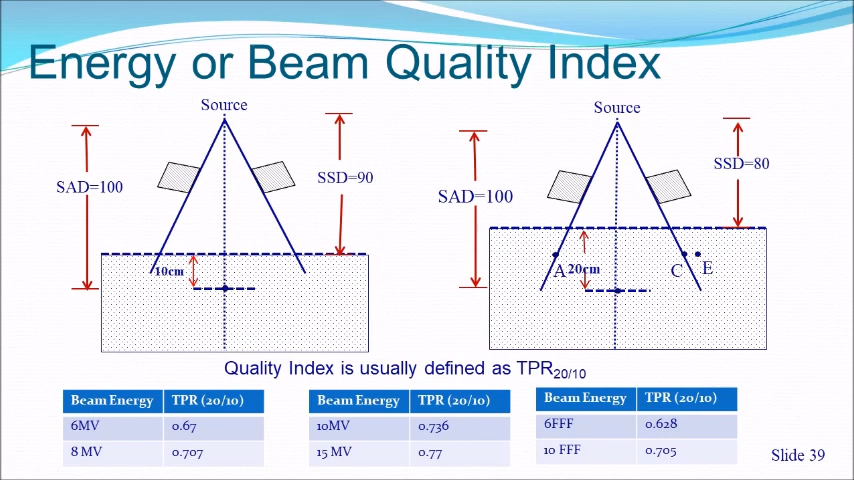 Energy or Beam Quality Index
Source
SAD=100
SSD=90
10cm
Source
SAD=100
SSD=80
A 20cm C E
Quality Index is usually defined as TPR20/10
Beam Energy TPR (20/10)
6MV 0.67
8 MV 0.707
Beam Energy TPR (20/10)
10MV 0.736
15 MV 0.77
Beam Energy TPR (20/10)
6FFF 0.628
10 FFF 0.705
Slide 39